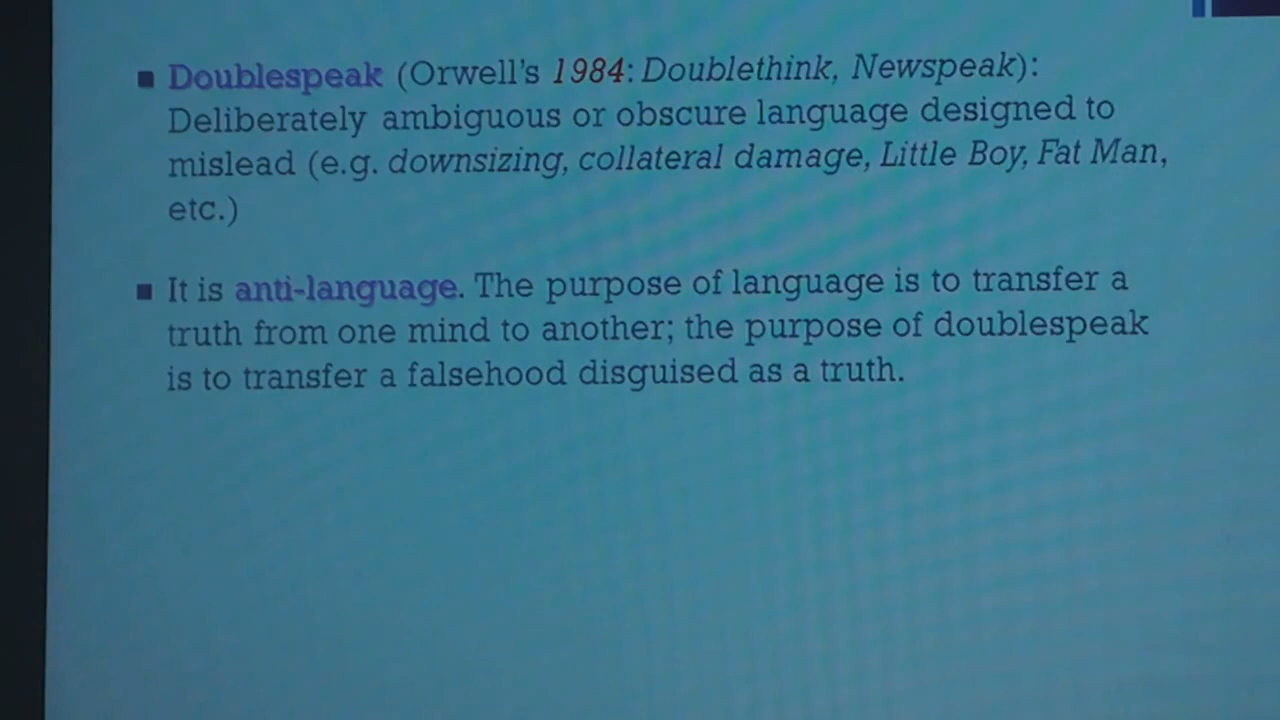 ▪ Doublespeak (Orwell's 1984: Doublethink, Newspeak):
Deliberately ambiguous or obscure language designed to
mislead (e.g. downsizing, collateral damage, Little Boy, Fat Man,
etc.)
▪ It is anti-language. The purpose of language is to transfer a
truth from one mind to another; the purpose of doublespeak
is to transfer a falsehood disguised as a truth.